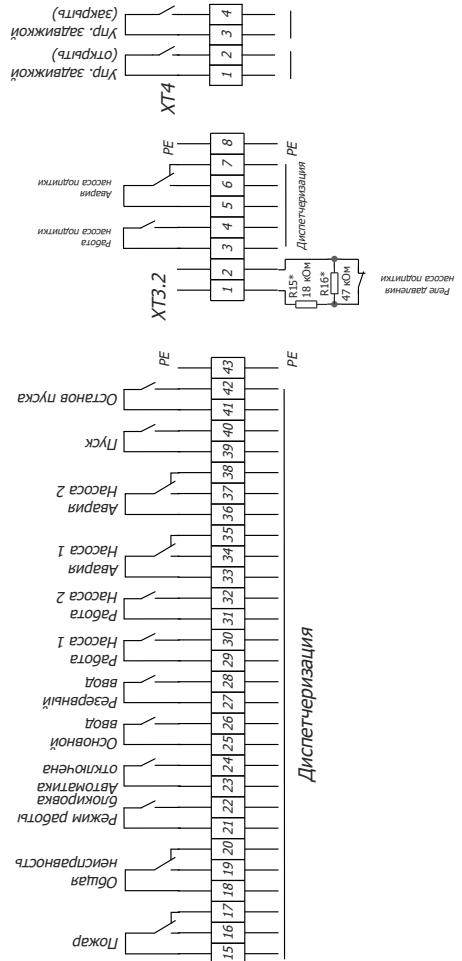 Упр. задвижкой
(закрыть)
4
3
Упр. задвижкой
(открыть)
2
1
XT4
PE
8
PE
Авария
насоса подпитки
7
6
5
Работа
насоса подпитки
4
3
Диспетчеризация
XT3.2
2
1
R15*
18 кОм
R16*
47 кОм
Реле давления
насоса подпитки
PE
43
PE
Останов пуска
42
41
Пуск
40
39
Авария
Насоса 2
38
37
36
Авария
Насоса 1
35
34
33
Работа
Насоса 2
32
31
Работа
Насоса 1
30
29
Резервный
ввод
28
27
Основной
ввод
26
25
Автоматика
отключена
24
23
Режим работы
блокировка
22
21
Общая
неисправность
20
19
18
Пожар
17
16
15
Диспетчеризация